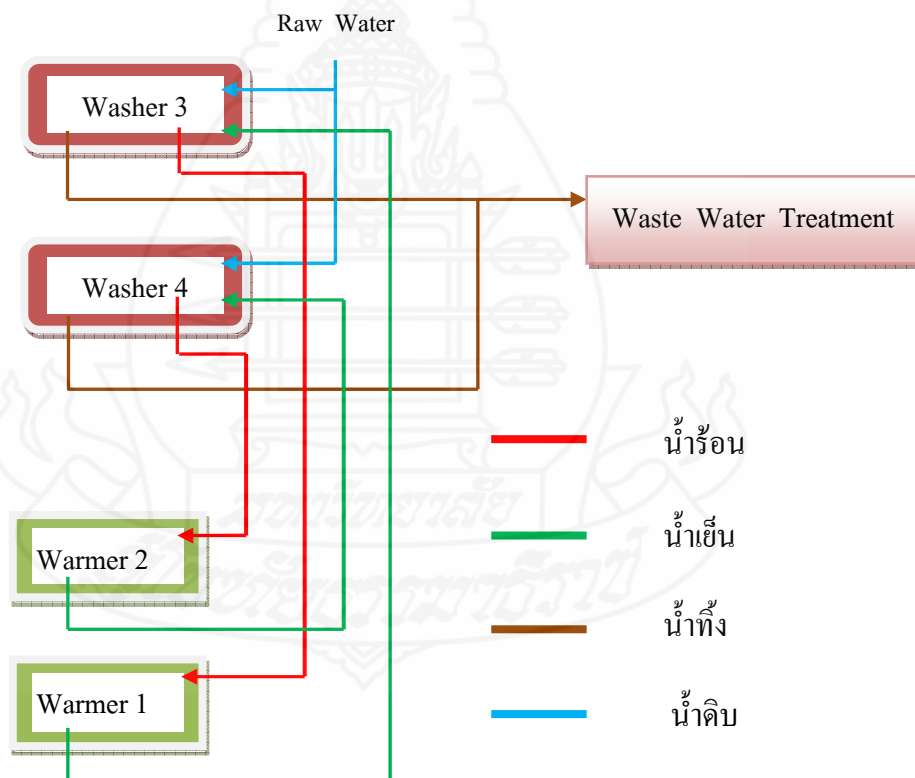 Raw Water
Washer 3
Waste Water Treatment
Washer 4
น้ำร้อน
น้ำเย็น
Warmer 2
น้ำทิ้ง
Warmer 1
น้ำดิบ